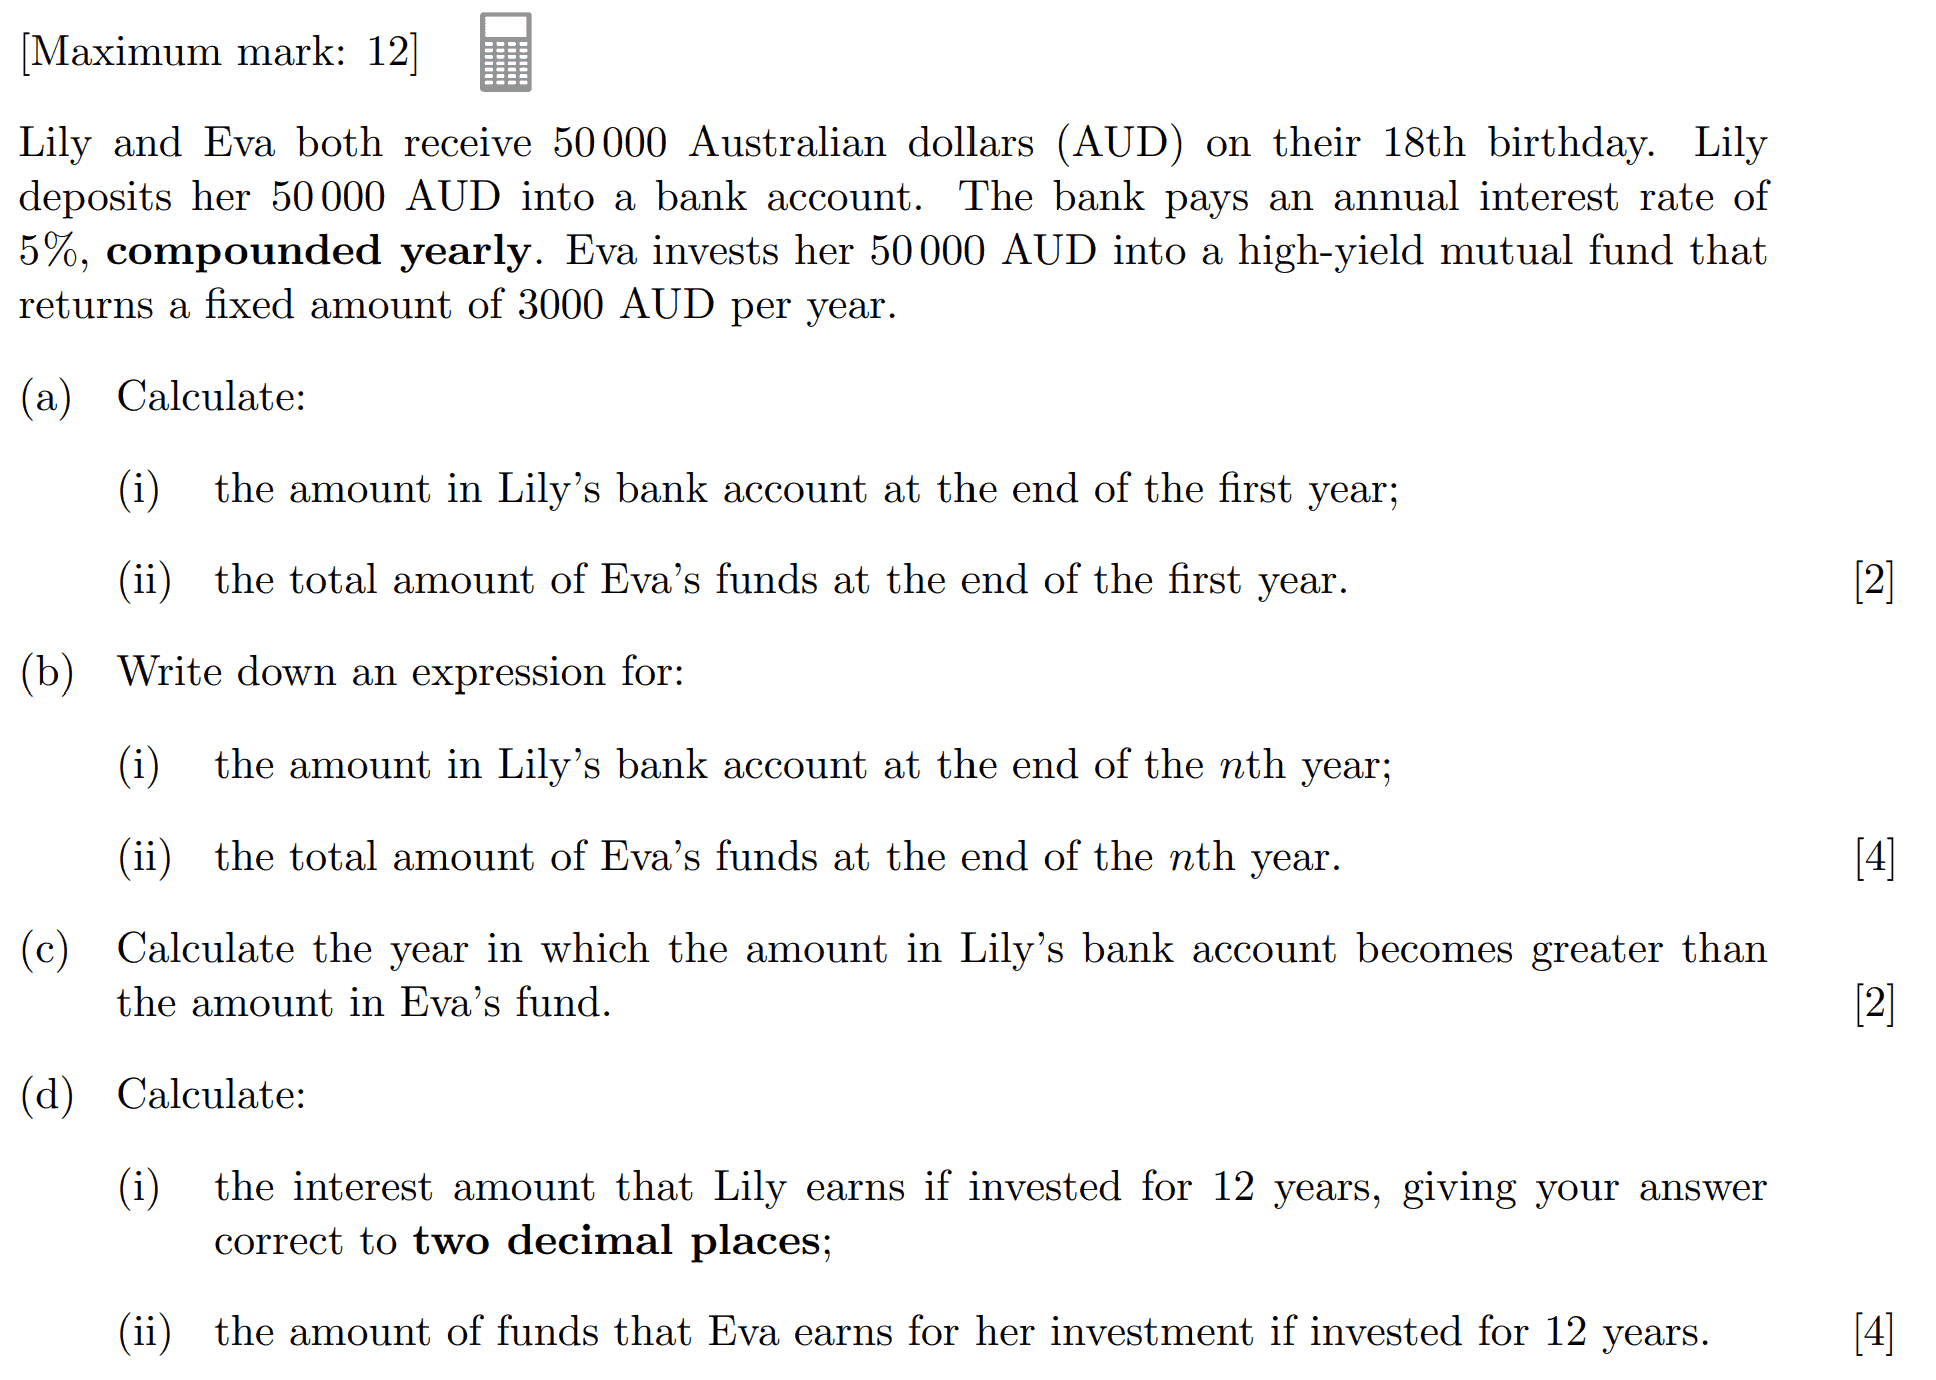 [Maximum mark: 12]
Lily and Eva both receive 50 000 Australian dollars (AUD) on their 18th birthday. Lily
deposits her 50 000 AUD into a bank account. The bank pays an annual interest rate of
5%, compounded yearly. Eva invests her 50 000 AUD into a high-yield mutual fund that
returns a fixed amount of 3000 AUD per year.
(a) Calculate:
(i) the amount in Lily's bank account at the end of the first year;
(ii) the total amount of Eva's funds at the end of the first year. [2]
(b) Write down an expression for:
(i) the amount in Lily's bank account at the end of the nth year;
(ii) the total amount of Eva's funds at the end of the nth year. [4]
(c) Calculate the year in which the amount in Lily's bank account becomes greater than
the amount in Eva's fund. [2]
(d) Calculate:
(i) the interest amount that Lily earns if invested for 12 years, giving your answer
correct to two decimal places;
(ii) the amount of funds that Eva earns for her investment if invested for 12 years. [4]